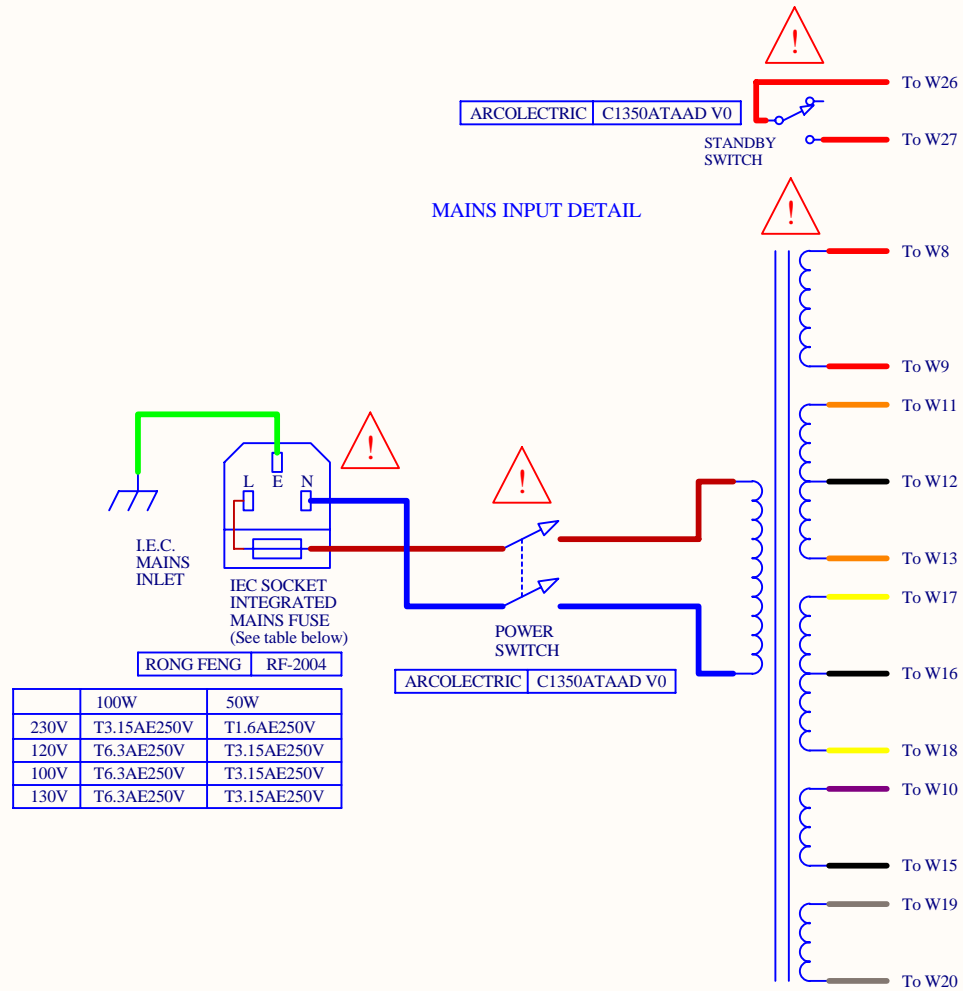 !
To W26
ARCOLECTRIC C1350ATAAD V0
STANDBY
SWITCH
To W27
MAINS INPUT DETAIL
!
To W8
To W9
To W11
!
!
L E N
To W12
I.E.C.
MAINS
INLET
To W13
IEC SOCKET
INTEGRATED
MAINS FUSE
(See table below)
To W17
POWER
SWITCH
RONG FENG RF-2004
ARCOLECTRIC C1350ATAAD V0
To W16
100W 50W
230V T3.15AE250V T1.6AE250V
120V T6.3AE250V T3.15AE250V
100V T6.3AE250V T3.15AE250V
130V T6.3AE250V T3.15AE250V
To W18
To W10
To W15
To W19
To W20